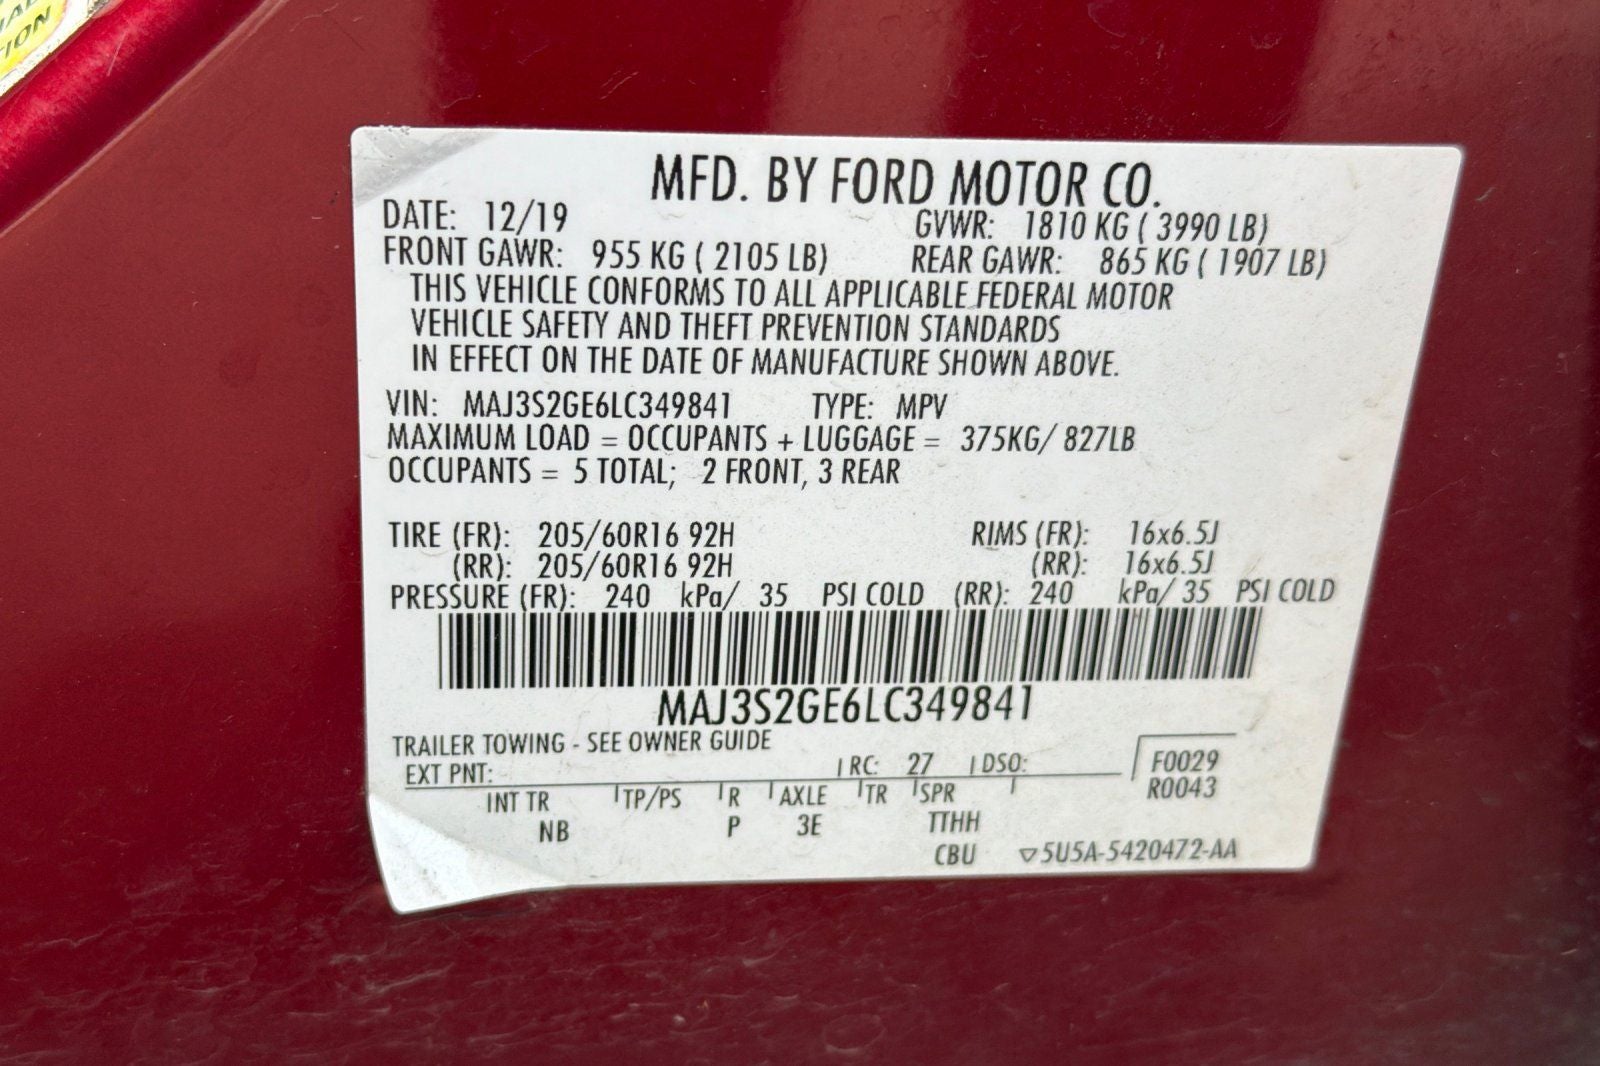 TION
MFD. BY FORD MOTOR CO.
DATE: 12/19 GVWR: 1810 KG ( 3990 LB)
FRONT GAWR: 955 KG ( 2105 LB) REAR GAWR: 865 KG ( 1907 LB)
THIS VEHICLE CONFORMS TO ALL APPLICABLE FEDERAL MOTOR
VEHICLE SAFETY AND THEFT PREVENTION STANDARDS
IN EFFECT ON THE DATE OF MANUFACTURE SHOWN ABOVE.
VIN: MAJ3S2GE6LC349841 TYPE: MPV
MAXIMUM LOAD = OCCUPANTS + LUGGAGE = 375KG/ 827LB
OCCUPANTS = 5 TOTAL; 2 FRONT, 3 REAR
TIRE (FR): 205/60R16 92H RIMS (FR): 16x6.5J
(RR): 205/60R16 92H (RR): 16x6.5J
PRESSURE (FR): 240 kPa/ 35 PSI COLD (RR): 240 kPa/ 35 PSI COLD
MAJ3S2GE6LC349841
TRAILER TOWING - SEE OWNER GUIDE
EXT PNT: RC: 27 DSO: F0029
INT TR TP/PS R AXLE TR SPR R0043
NB P 3E TTHH
CBU ▽5U5A-5420472-AA